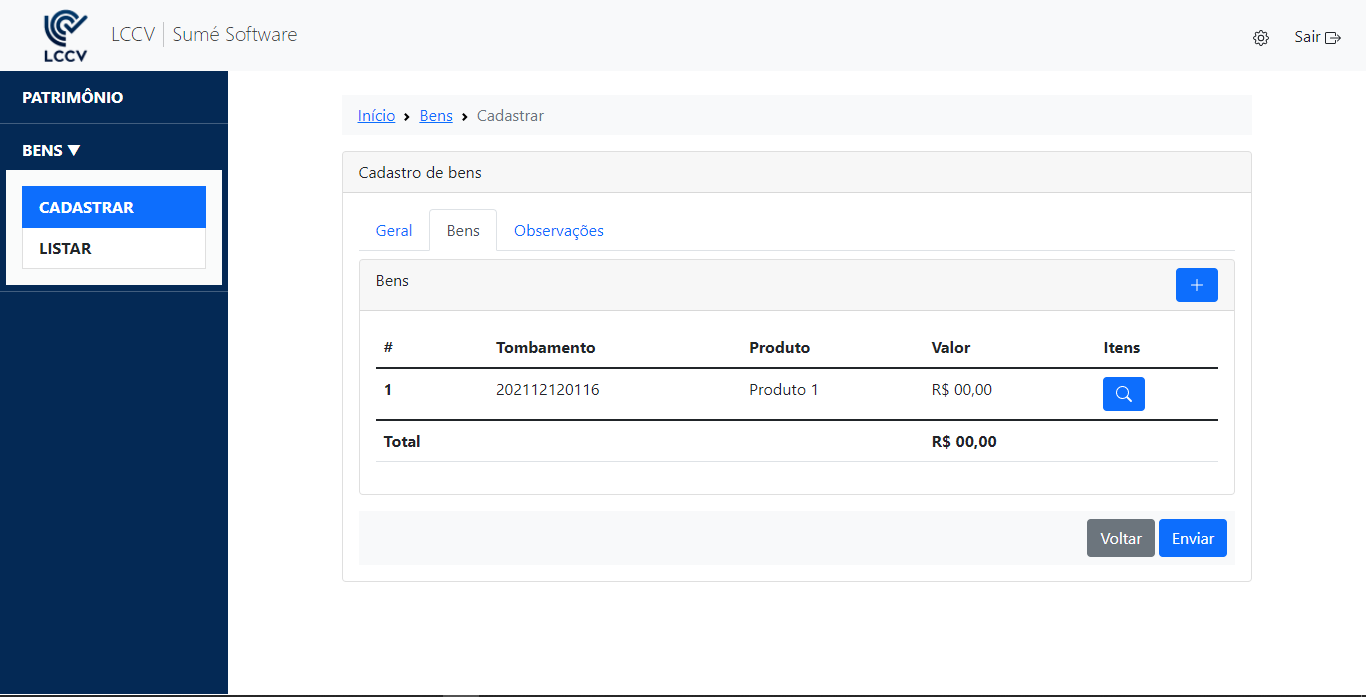 LCCV
LCCV | Sumé Software
Sair
PATRIMÔNIO
BENS ▼
CADASTRAR
LISTAR
Início > Bens > Cadastrar
Cadastro de bens
Geral Bens Observações
Bens
+
# Tombamento Produto Valor Itens
1 202112120116 Produto 1 R$ 00,00
Total R$ 00,00
Voltar Enviar